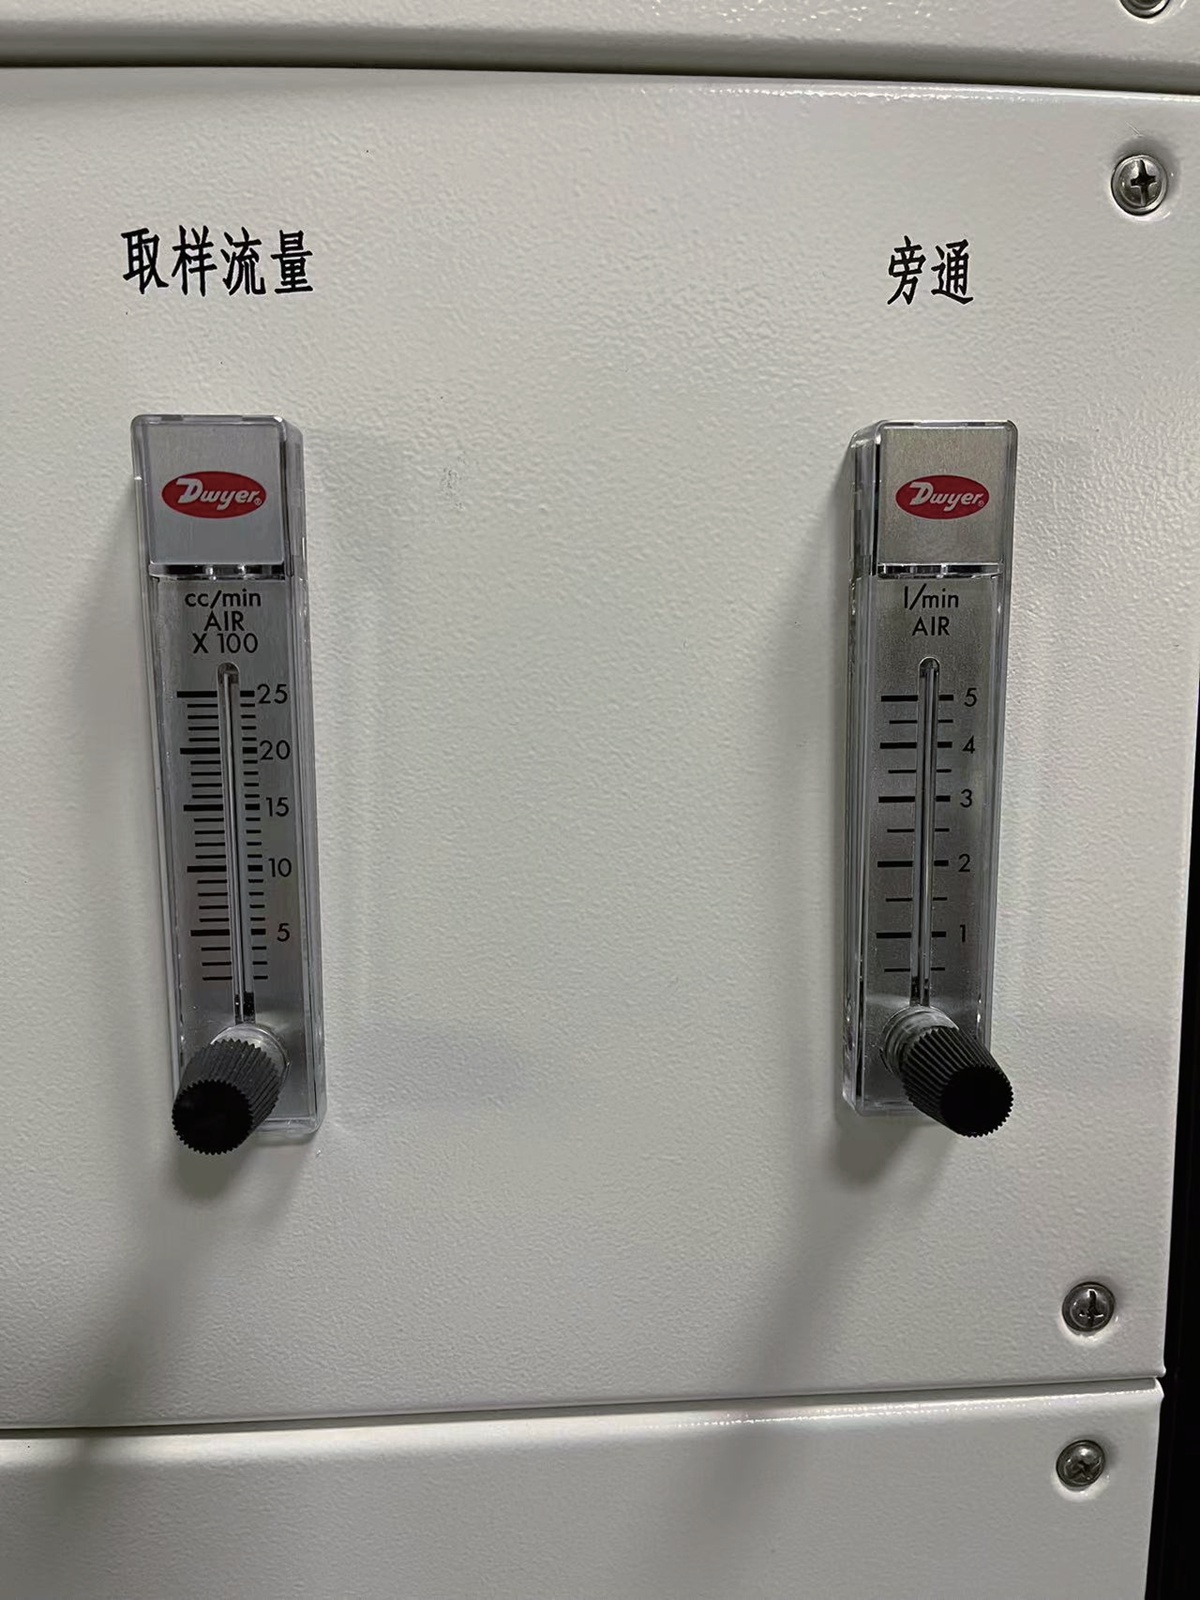 取样流量
旁通
Dwyer®
cc/min
AIR
X 100
25
20
15
10
5
Dwyer®
l/min
AIR
5
4
3
2
1